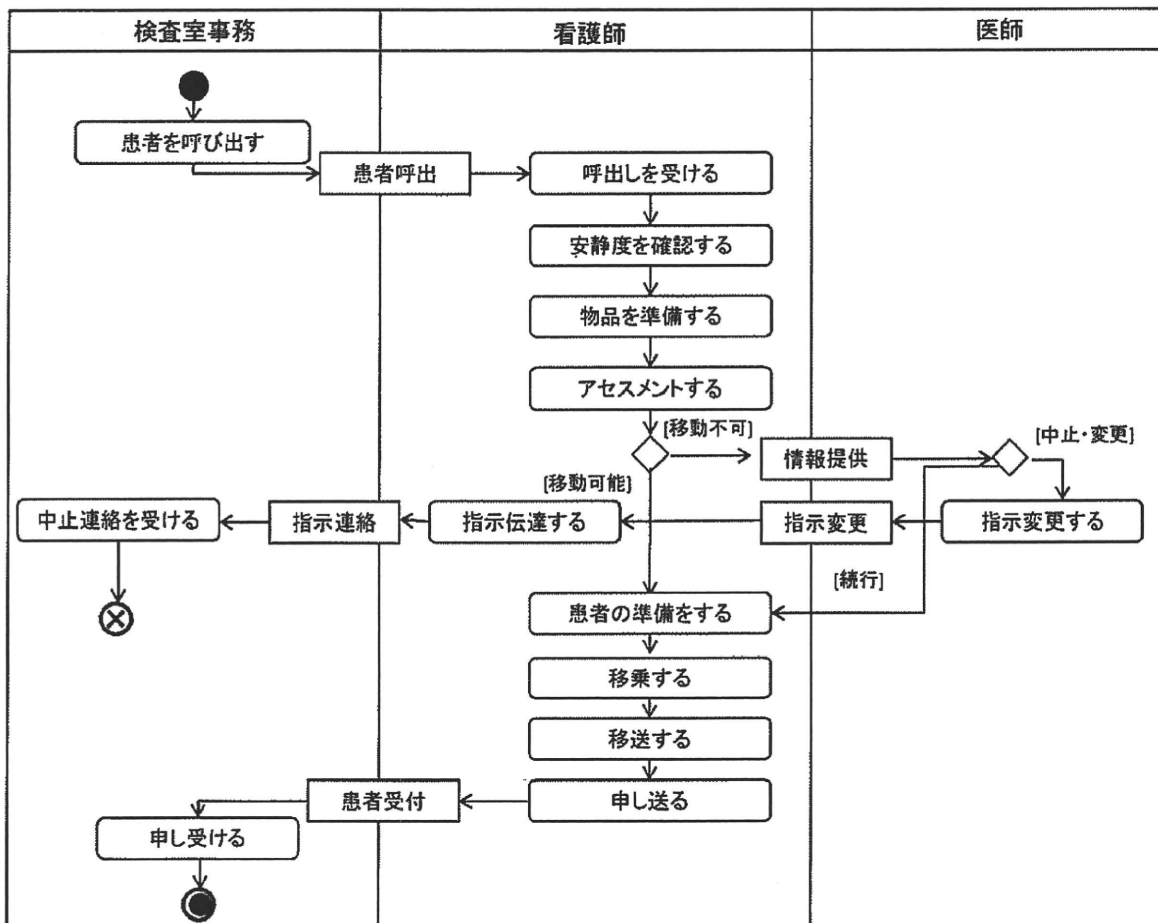 検査室事務
看護師
医師
患者を呼び出す
患者呼出
呼出しを受ける
安静度を確認する
物品を準備する
アセスメントする
[移動不可]
情報提供
[中止・変更]
[移動可能]
中止連絡を受ける
指示連絡
指示伝達する
指示変更
指示変更する
[続行]
患者の準備をする
移乗する
移送する
患者受付
申し送る
申し受ける